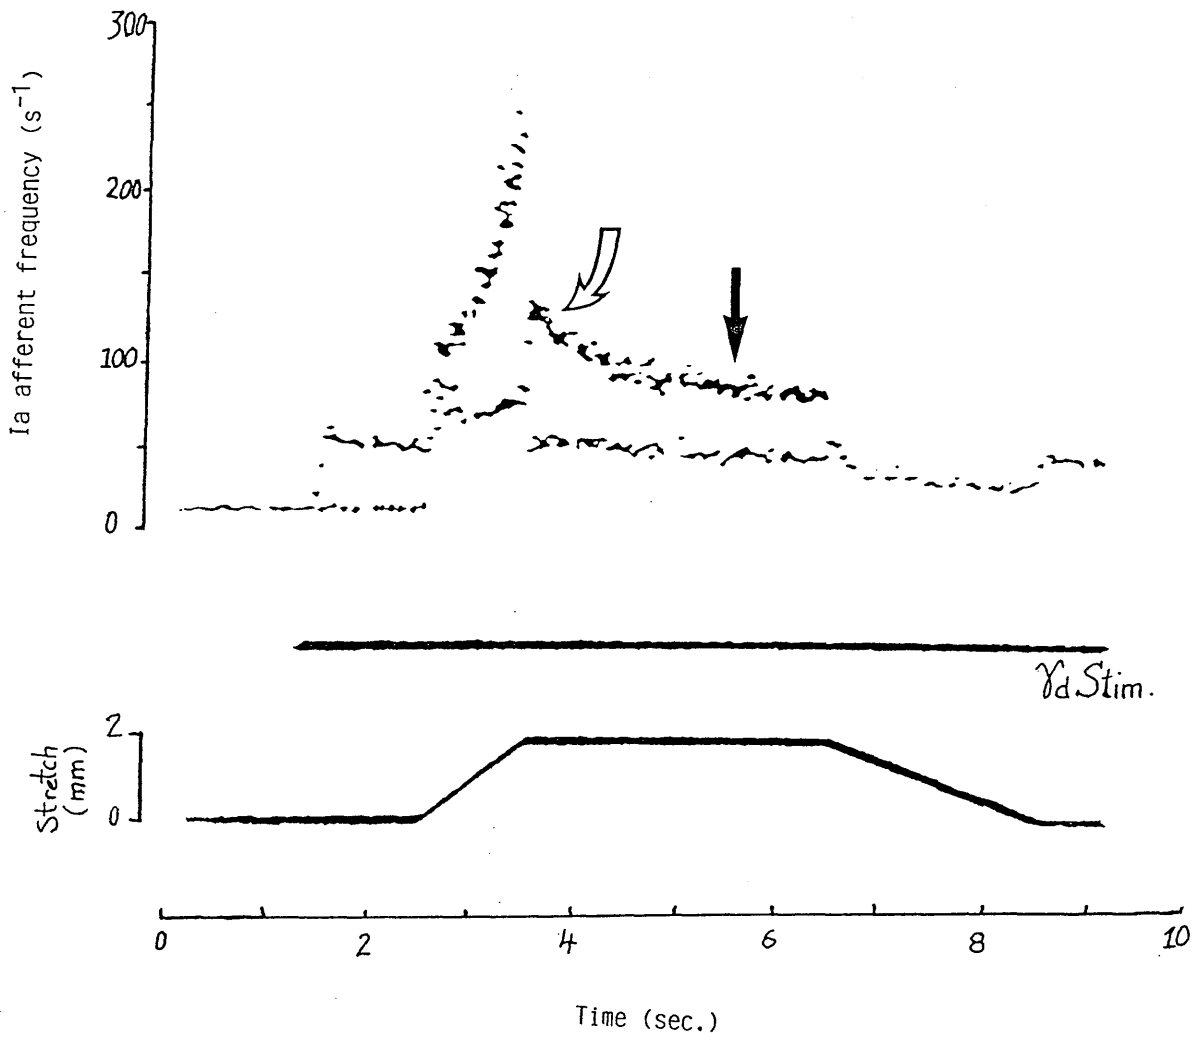 300
200
100
0
Ia afferent frequency (s⁻¹)
γd Stim.
2
0
Stretch
(mm)
0 2 4 6 8 10
Time (sec.)